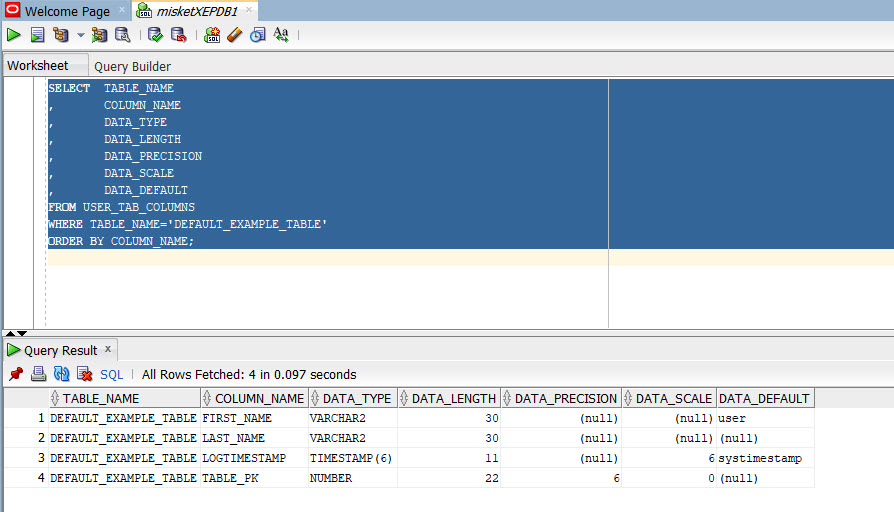 Welcome Page × misketXEPDB1 ×
Worksheet Query Builder
SELECT TABLE_NAME
, COLUMN_NAME
, DATA_TYPE
, DATA_LENGTH
, DATA_PRECISION
, DATA_SCALE
, DATA_DEFAULT
FROM USER_TAB_COLUMNS
WHERE TABLE_NAME='DEFAULT_EXAMPLE_TABLE'
ORDER BY COLUMN_NAME;
Query Result ×
SQL | All Rows Fetched: 4 in 0.097 seconds
TABLE_NAME COLUMN_NAME DATA_TYPE DATA_LENGTH DATA_PRECISION DATA_SCALE DATA_DEFAULT
1 DEFAULT_EXAMPLE_TABLE FIRST_NAME VARCHAR2 30 (null) (null) user
2 DEFAULT_EXAMPLE_TABLE LAST_NAME VARCHAR2 30 (null) (null) (null)
3 DEFAULT_EXAMPLE_TABLE LOGTIMESTAMP TIMESTAMP(6) 11 (null) 6 systimestamp
4 DEFAULT_EXAMPLE_TABLE TABLE_PK NUMBER 22 6 0 (null)